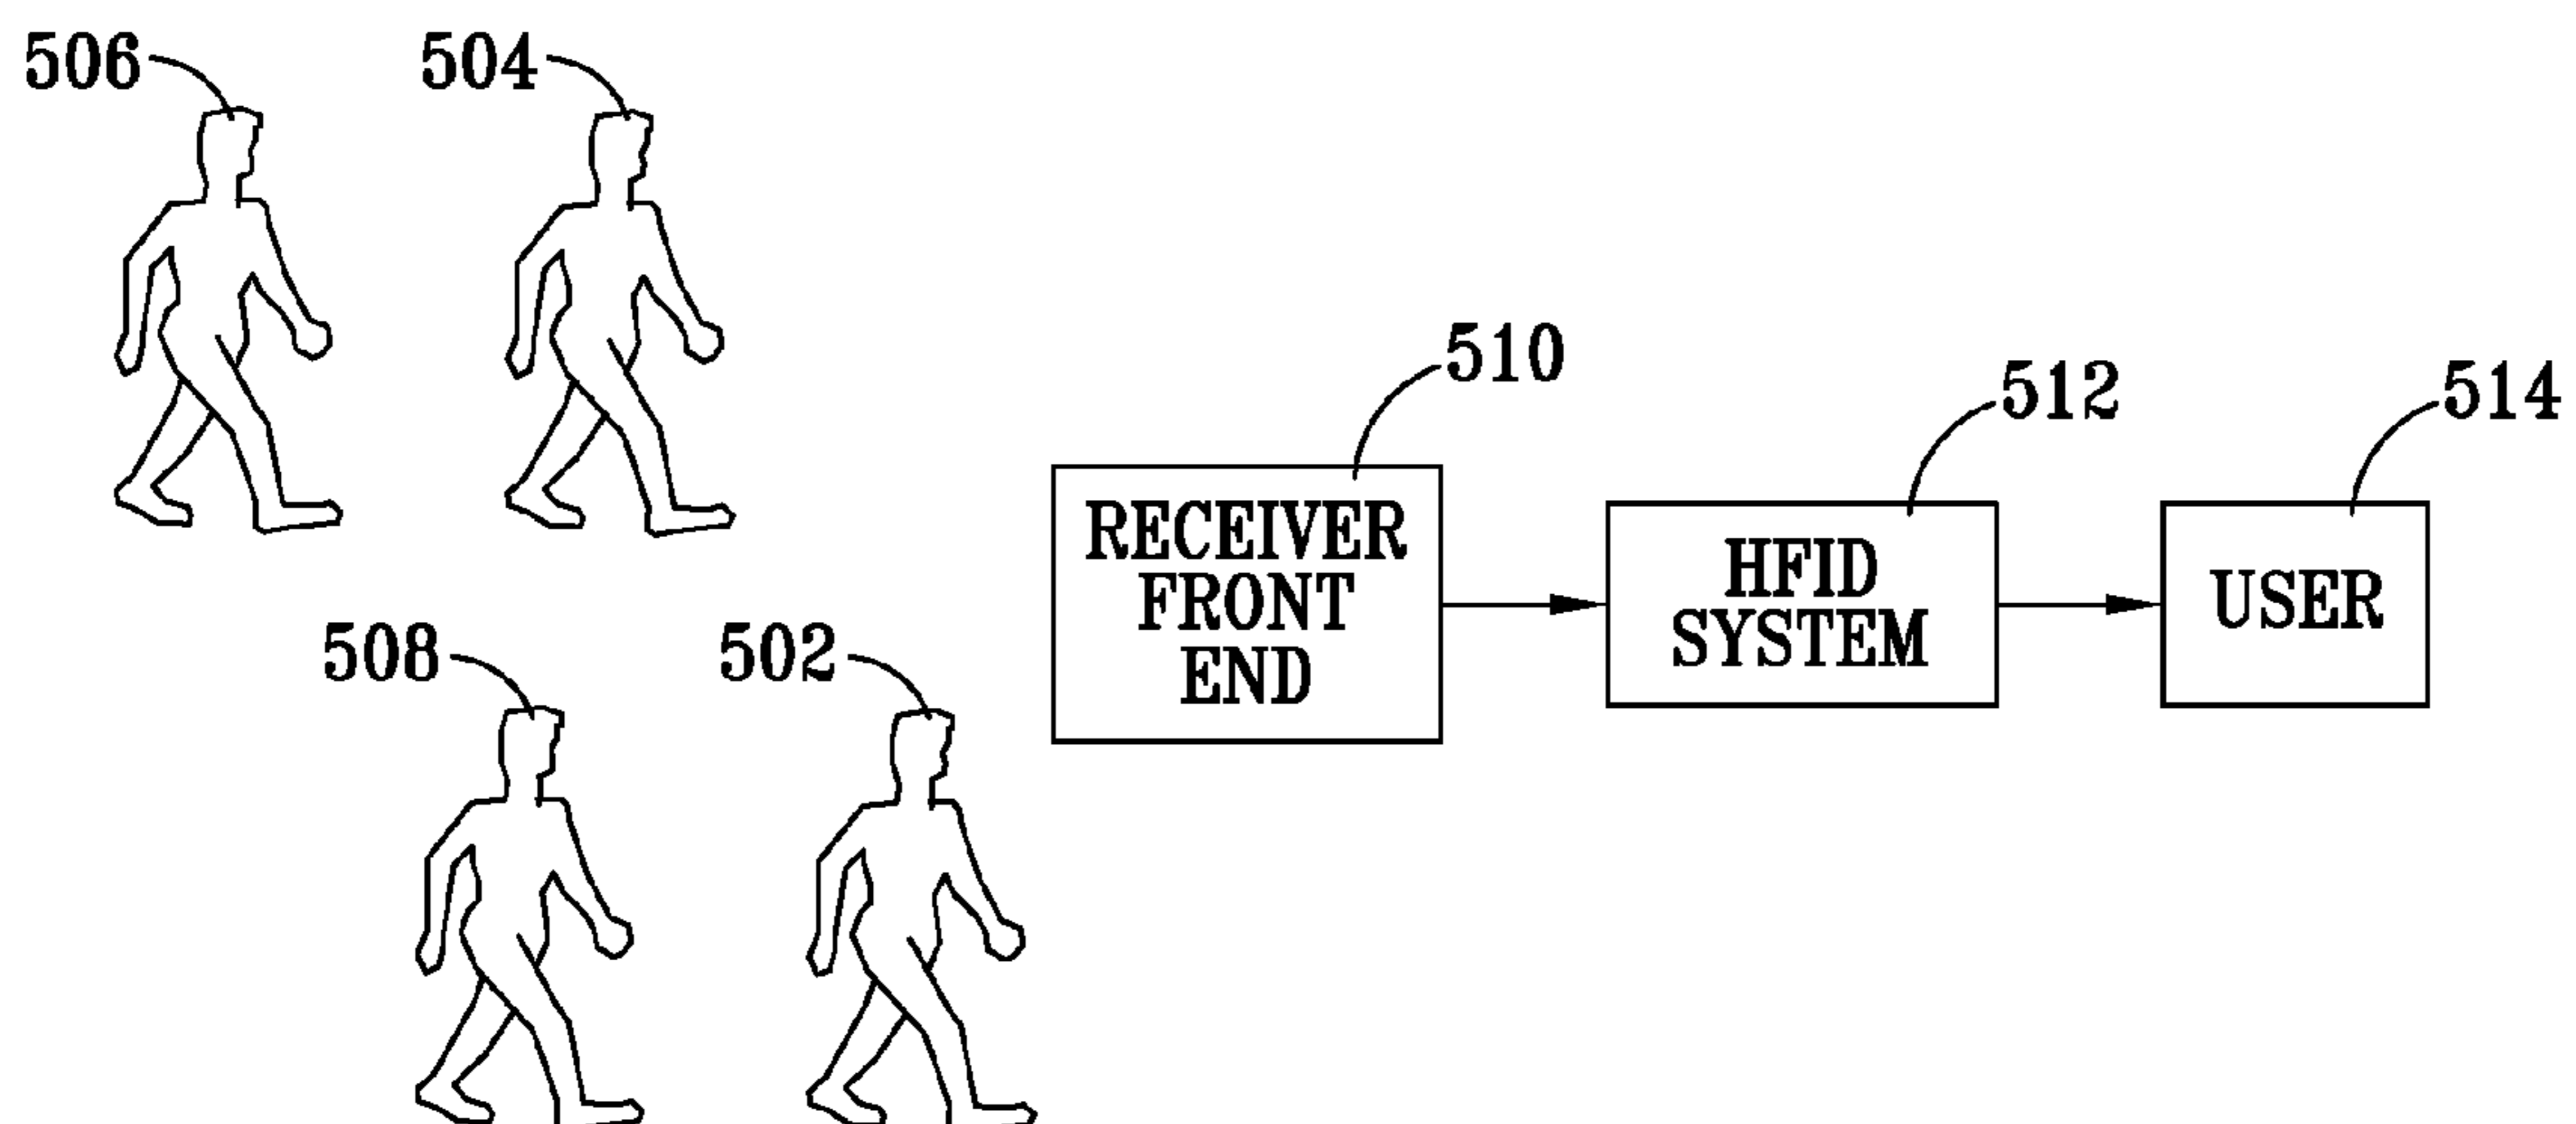 506
504
510
512
514
RECEIVER
FRONT
END
HFID
SYSTEM
USER
508
502